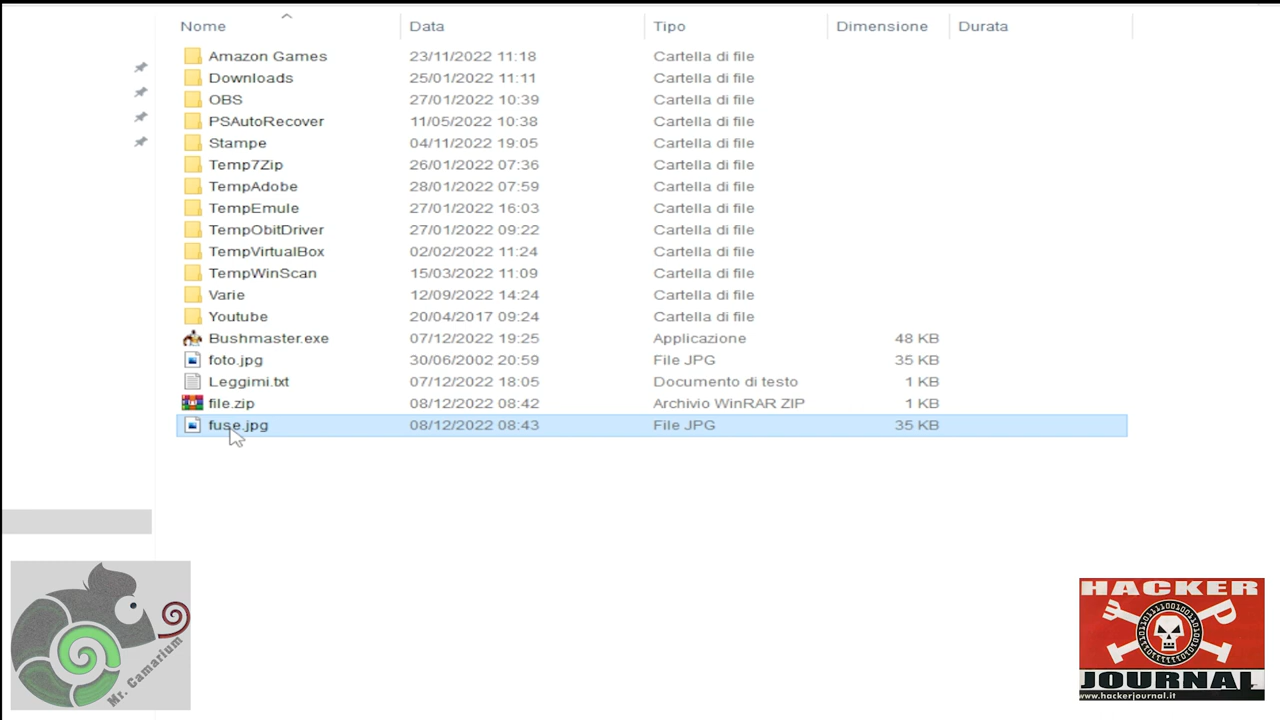 Nome Data Tipo Dimensione Durata
Amazon Games 23/11/2022 11:18 Cartella di file
Downloads 25/01/2022 11:11 Cartella di file
OBS 27/01/2022 10:39 Cartella di file
PSAutoRecover 11/05/2022 10:38 Cartella di file
Stampe 04/11/2022 19:05 Cartella di file
Temp7Zip 26/01/2022 07:36 Cartella di file
TempAdobe 28/01/2022 07:59 Cartella di file
TempEmule 27/01/2022 16:03 Cartella di file
TempObitDriver 27/01/2022 09:22 Cartella di file
TempVirtualBox 02/02/2022 11:24 Cartella di file
TempWinScan 15/03/2022 11:09 Cartella di file
Varie 12/09/2022 14:24 Cartella di file
Youtube 20/04/2017 09:24 Cartella di file
Bushmaster.exe 07/12/2022 19:25 Applicazione 48 KB
foto.jpg 30/06/2002 20:59 File JPG 35 KB
Leggimi.txt 07/12/2022 18:05 Documento di testo 1 KB
file.zip 08/12/2022 08:42 Archivio WinRAR ZIP 1 KB
fuse.jpg 08/12/2022 08:43 File JPG 35 KB
Mr. Camarium
HACKER
JOURNAL
www.hackerjournal.it